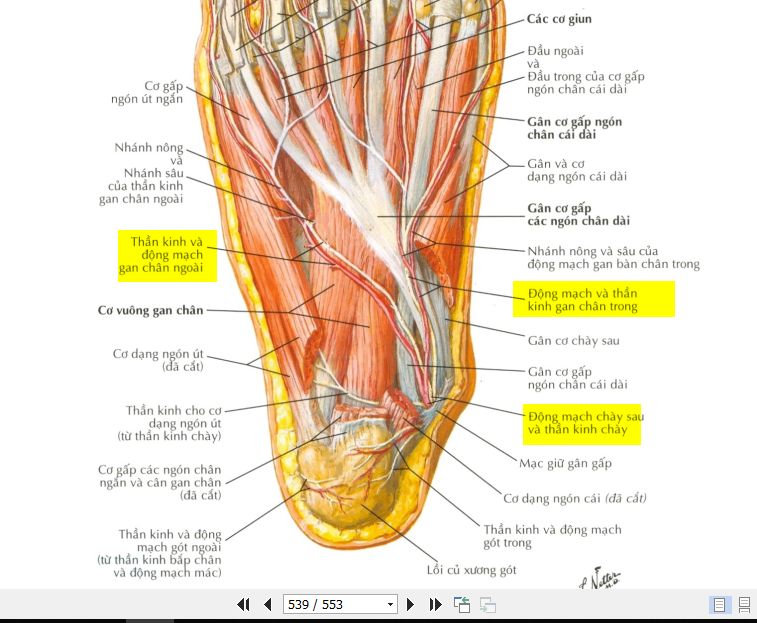 Các cơ giun
Đầu ngoài
và
Đầu trong của cơ gấp
ngón chân cái dài
Gân cơ gấp ngón
chân cái dài
Gân và cơ
dạng ngón cái dài
Gân cơ gấp
các ngón chân dài
Nhánh nông và sâu của
động mạch gan bàn chân trong
Động mạch và thần
kinh gan chân trong
Gân cơ chày sau
Gân cơ gấp
ngón chân cái dài
Động mạch chày sau
và thần kinh chày
Mạc giữ gân gấp
Cơ dạng ngón cái (đã cắt)
Thần kinh và động mạch
gót trong
Lồi củ xương gót
Cơ gấp
ngón út ngắn
Nhánh nông
và
Nhánh sâu
của thần kinh
gan chân ngoài
Thần kinh và
động mạch
gan chân ngoài
Cơ vuông gan chân
Cơ dạng ngón út
(đã cắt)
Thần kinh cho cơ
dạng ngón út
(từ thần kinh chày)
Cơ gấp các ngón chân
ngắn và cân gan chân
(đã cắt)
Thần kinh và động
mạch gót ngoài
(từ thần kinh bắp chân
và động mạch mác)
F. Netter
M.D.
539 / 553